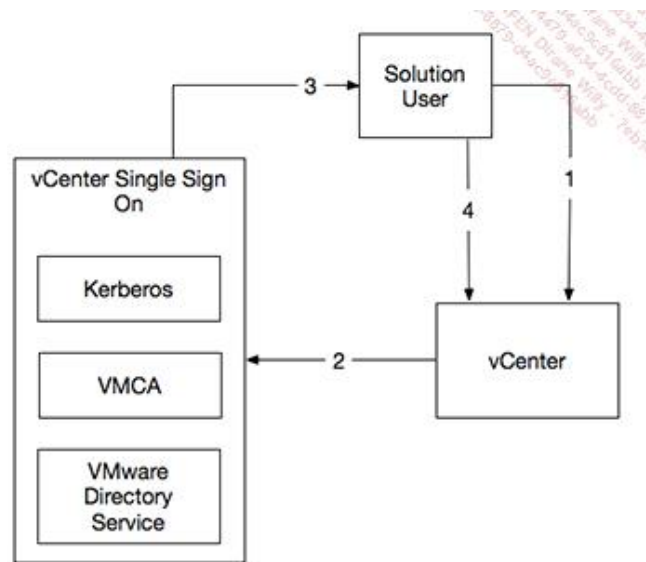 Solution
User
3
1
4
vCenter Single Sign
On
Kerberos
VMCA
VMware
Directory
Service
2
vCenter